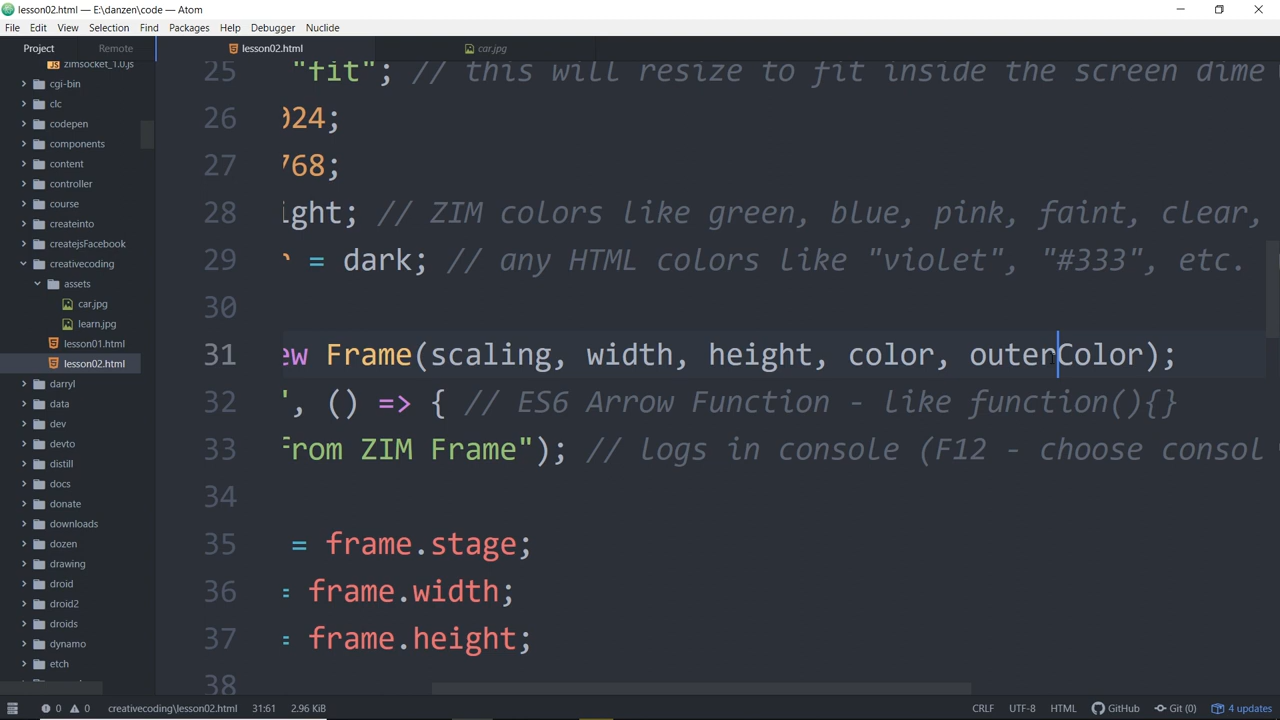 lesson02.html — E:\danzen\code — Atom
File Edit View Selection Find Packages Help Debugger Nuclide
Project Remote
lesson02.html
car.jpg
zimsocket_1.0.js
cgi-bin
clc
codepen
components
content
controller
course
createinto
createjsFacebook
creativecoding
assets
car.jpg
learn.jpg
lesson01.html
lesson02.html
darryl
data
dev
devto
distill
docs
donate
downloads
dozen
drawing
droid
droid2
droids
dynamo
etch
25 "fit"; // this will resize to fit inside the screen dime
26 024;
27 768;
28 ight; // ZIM colors like green, blue, pink, faint, clear,
29 r = dark; // any HTML colors like "violet", "#333", etc.
30
31 ew Frame(scaling, width, height, color, outerColor);
32 ", () => { // ES6 Arrow Function - like function(){}
33 from ZIM Frame"); // logs in console (F12 - choose consol
34
35 = frame.stage;
36 = frame.width;
37 = frame.height;
38
0 0 creativecoding\lesson02.html 31:61 2.96 KiB CRLF UTF-8 HTML GitHub Git (0) 4 updates